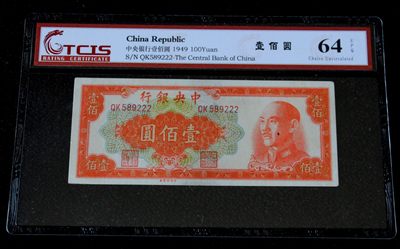 TCIS
RATING CERTIFICATE
China Republic
中央银行壹佰圆 1949 100Yuan
S/N QK589222·The Central Bank of China
壹佰圆
64
EPQ
Choice Uncirculated
行銀央中
壹佰
QK589222
QK589222
圓佰壹
佰壹
佰壹